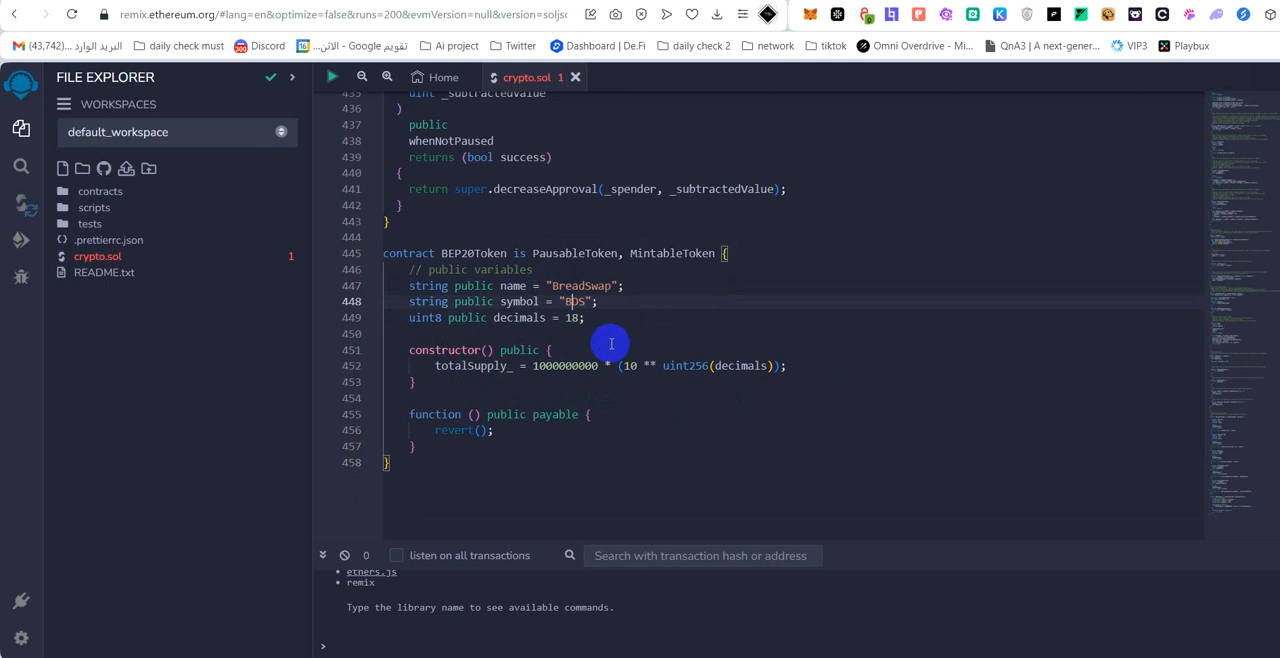 remix.ethereum.org/#lang=en&optimize=false&runs=200&evmVersion=null&version=soljso
(43,742) البريد الوارد...
daily check must
Discord
تقويم Google - الاثن...
Ai project
Twitter
Dashboard | De.Fi
daily check 2
network
tiktok
Omni Overdrive - Mi...
QnA3 | A next-gener...
VIP3
Playbux
FILE EXPLORER
WORKSPACES
default_workspace
contracts
scripts
tests
.prettierrc.json
crypto.sol 1
README.txt
Home
crypto.sol 1
435 uint _subtractedValue
436 )
437 public
438 whenNotPaused
439 returns (bool success)
440 {
441 return super.decreaseApproval(_spender, _subtractedValue);
442 }
443 }
444
445 contract BEP20Token is PausableToken, MintableToken {
446 // public variables
447 string public name = "BreadSwap";
448 string public symbol = "BDS";
449 uint8 public decimals = 18;
450
451 constructor() public {
452 totalSupply_ = 1000000000 * (10 ** uint256(decimals));
453 }
454
455 function () public payable {
456 revert();
457 }
458 }
0
listen on all transactions
Search with transaction hash or address
• ethers.js
• remix
Type the library name to see available commands.
>